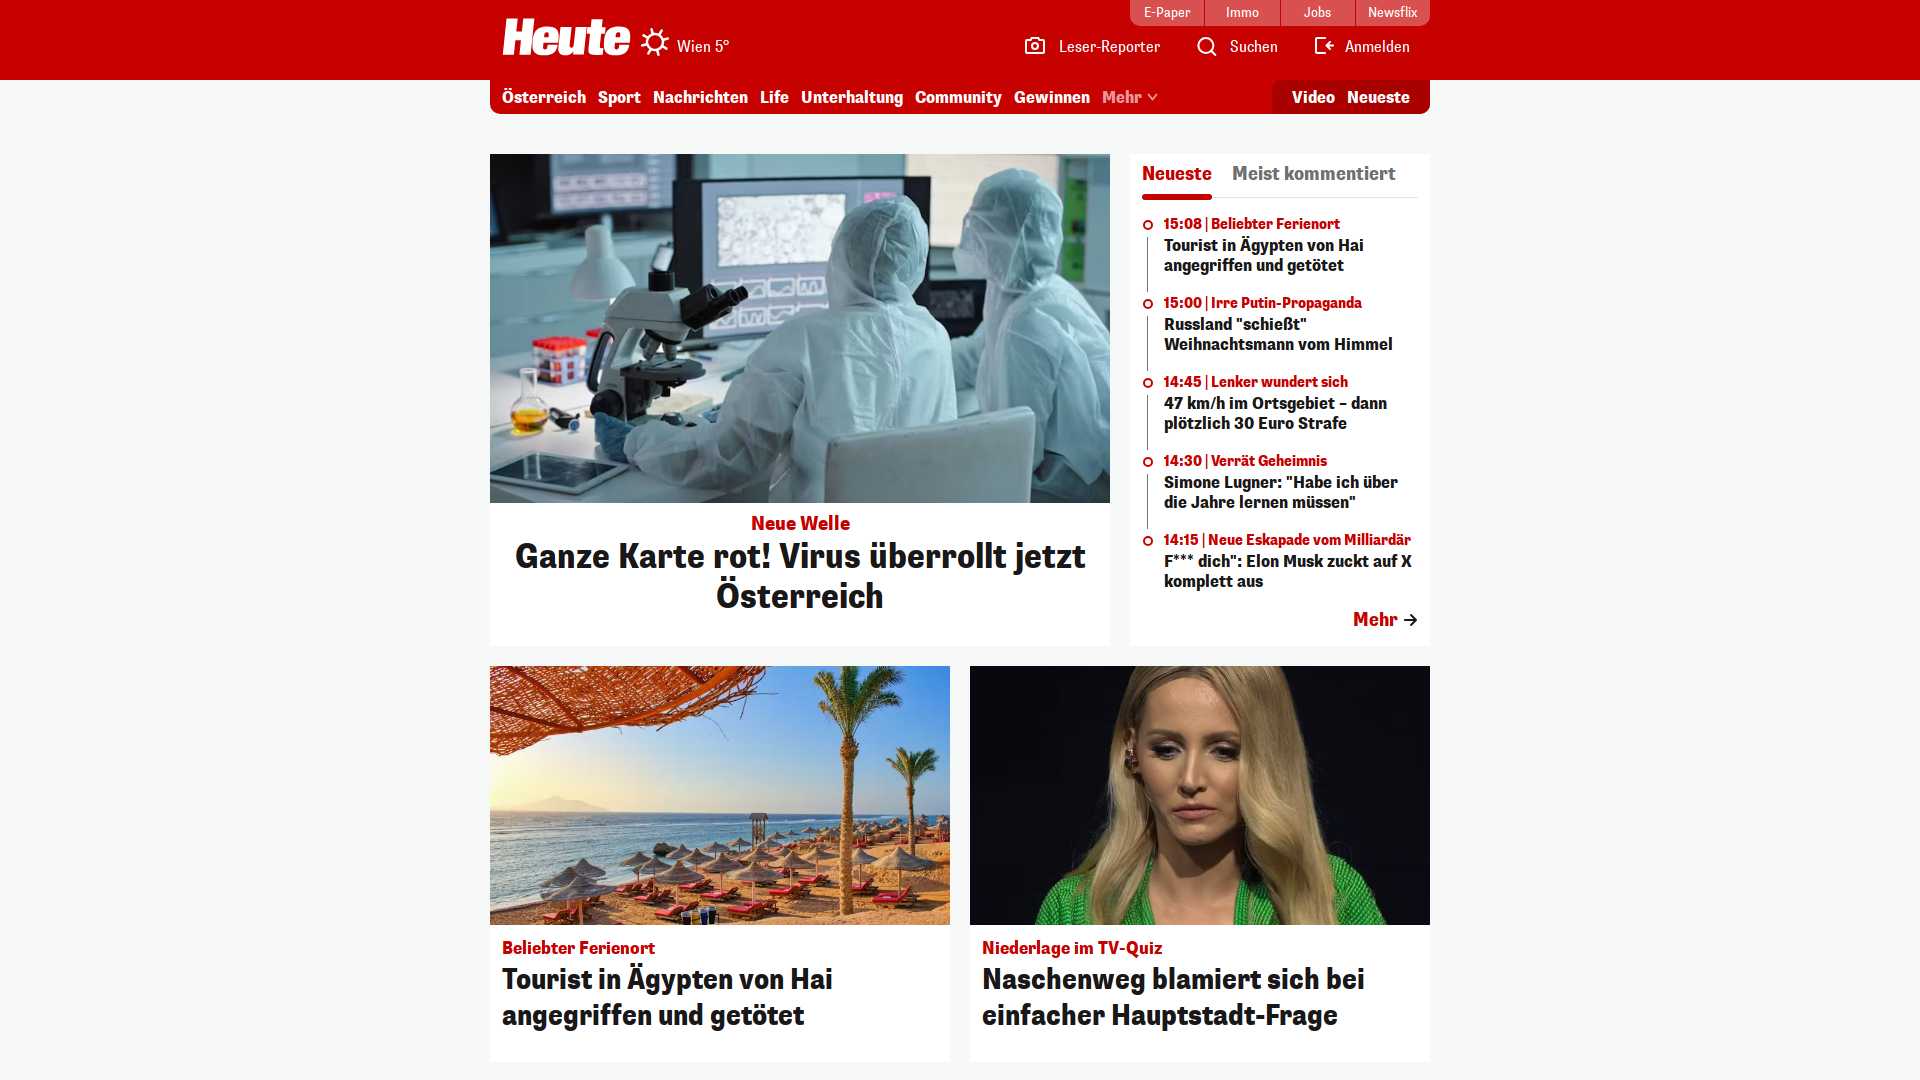 E-Paper
Immo
Jobs
Newsflix
Heute
Wien 5°
Leser-Reporter
Suchen
Anmelden
Österreich
Sport
Nachrichten
Life
Unterhaltung
Community
Gewinnen
Mehr
Video
Neueste
Neue Welle
Ganze Karte rot! Virus überrollt jetzt
Österreich
Neueste
Meist kommentiert
15:08 | Beliebter Ferienort
Tourist in Ägypten von Hai
angegriffen und getötet
15:00 | Irre Putin-Propaganda
Russland "schießt"
Weihnachtsmann vom Himmel
14:45 | Lenker wundert sich
47 km/h im Ortsgebiet – dann
plötzlich 30 Euro Strafe
14:30 | Verrät Geheimnis
Simone Lugner: "Habe ich über
die Jahre lernen müssen"
14:15 | Neue Eskapade vom Milliardär
F*** dich": Elon Musk zuckt auf X
komplett aus
Mehr
Beliebter Ferienort
Tourist in Ägypten von Hai
angegriffen und getötet
Niederlage im TV-Quiz
Naschenweg blamiert sich bei
einfacher Hauptstadt-Frage